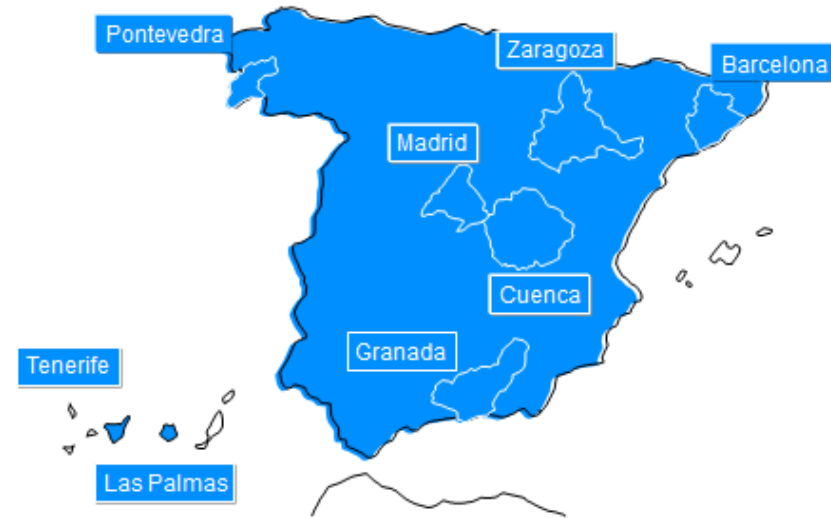 Pontevedra
Zaragoza
Barcelona
Madrid
Cuenca
Granada
Tenerife
Las Palmas